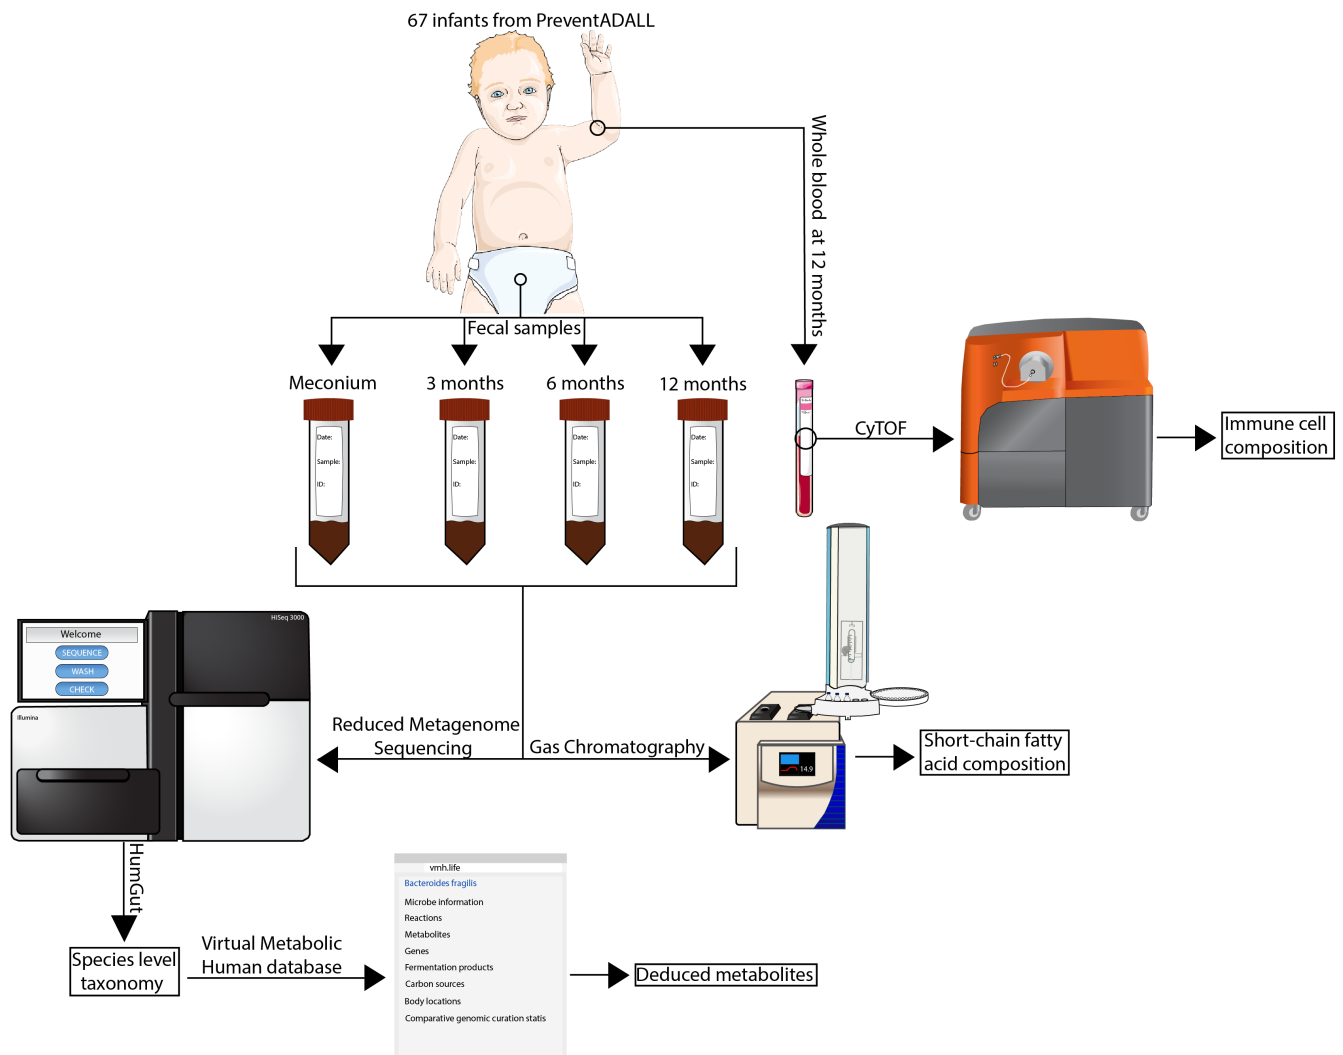 67 infants from PreventADALL
Whole blood at 12 months
Fecal samples
Meconium
3 months
6 months
12 months
Date:
Sample:
ID:
Date:
Sample:
ID:
Date:
Sample:
ID:
Date:
Sample:
ID:
CyTOF
Immune cell
composition
HiSeq 3000
Welcome
SEQUENCE
WASH
CHECK
Illumina
Reduced Metagenome
Sequencing
Gas Chromatography
14.9
Short-chain fatty
acid composition
HumGut
Species level
taxonomy
Virtual Metabolic
Human database
vmh.life
Bacteroides fragilis
Microbe information
Reactions
Metabolites
Genes
Fermentation products
Carbon sources
Body locations
Comparative genomic curation statis
Deduced metabolites